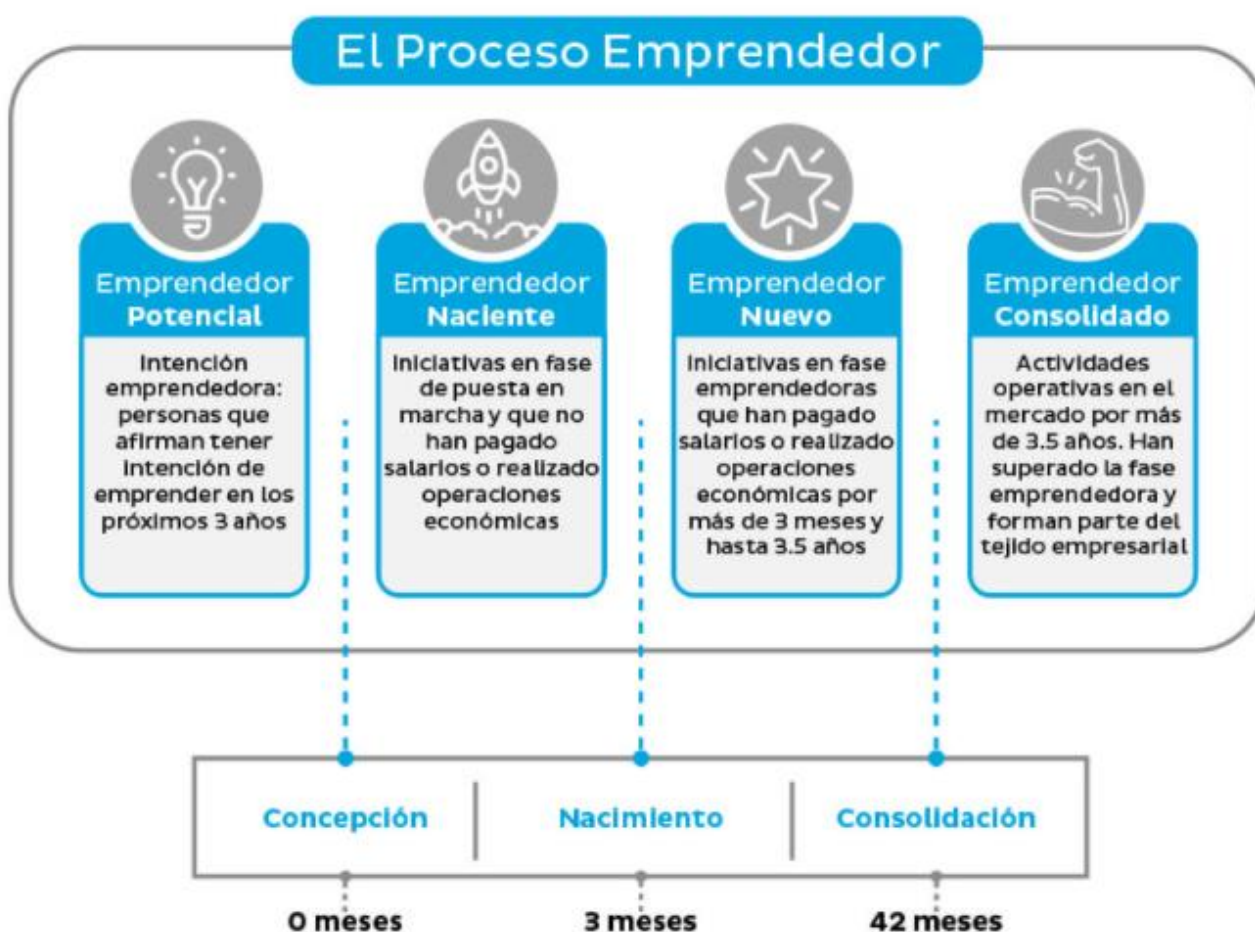 El Proceso Emprendedor
Emprendedor
Potencial
Intención
emprendedora:
personas que
afirman tener
Intención de
emprender en los
próximos 3 años
Emprendedor
Naciente
Iniciativas en fase
de puesta en
marcha y que no
han pagado
salarios o realizado
operaciones
económicas
Emprendedor
Nuevo
Iniciativas en fase
emprendedoras
que han pagado
salarios o realizado
operaciones
económicas por
más de 3 meses y
hasta 3.5 años
Emprendedor
Consolidado
Actividades
operativas en el
mercado por más
de 3.5 años. Han
superado la fase
emprendedora y
forman parte del
tejido empresarial
Concepción
Nacimiento
Consolidación
0 meses
3 meses
42 meses